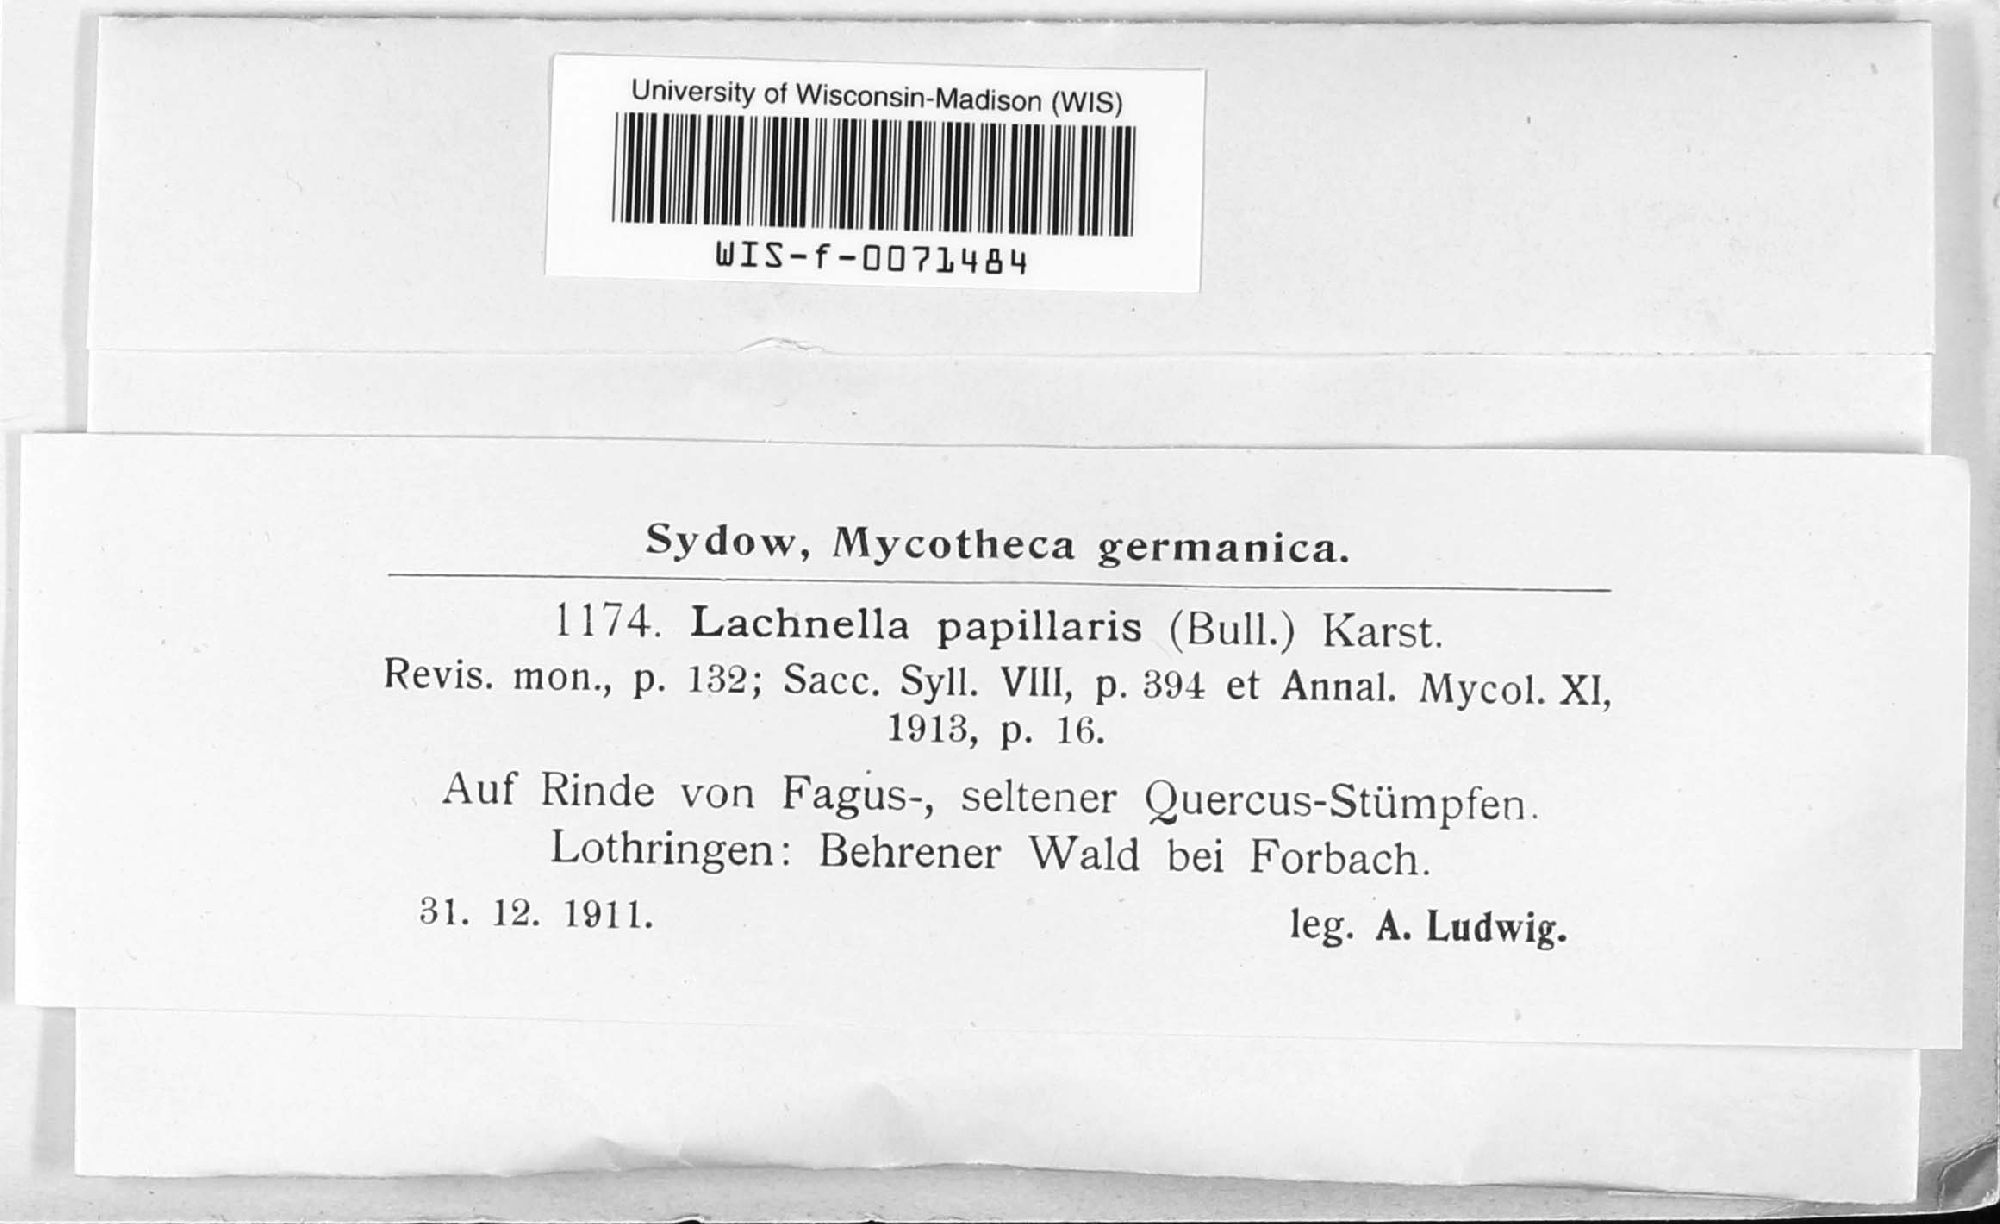 University of Wisconsin-Madison (WIS)
WIS-f-0071484
Sydow, Mycotheca germanica.
1174. Lachnella papillaris (Bull.) Karst.
Revis. mon., p. 132; Sacc. Syll. VIII, p. 394 et Annal. Mycol. XI,
1913, p. 16.
Auf Rinde von Fagus-, seltener Quercus-Stümpfen.
Lothringen: Behrener Wald bei Forbach.
31. 12. 1911. leg. A. Ludwig.